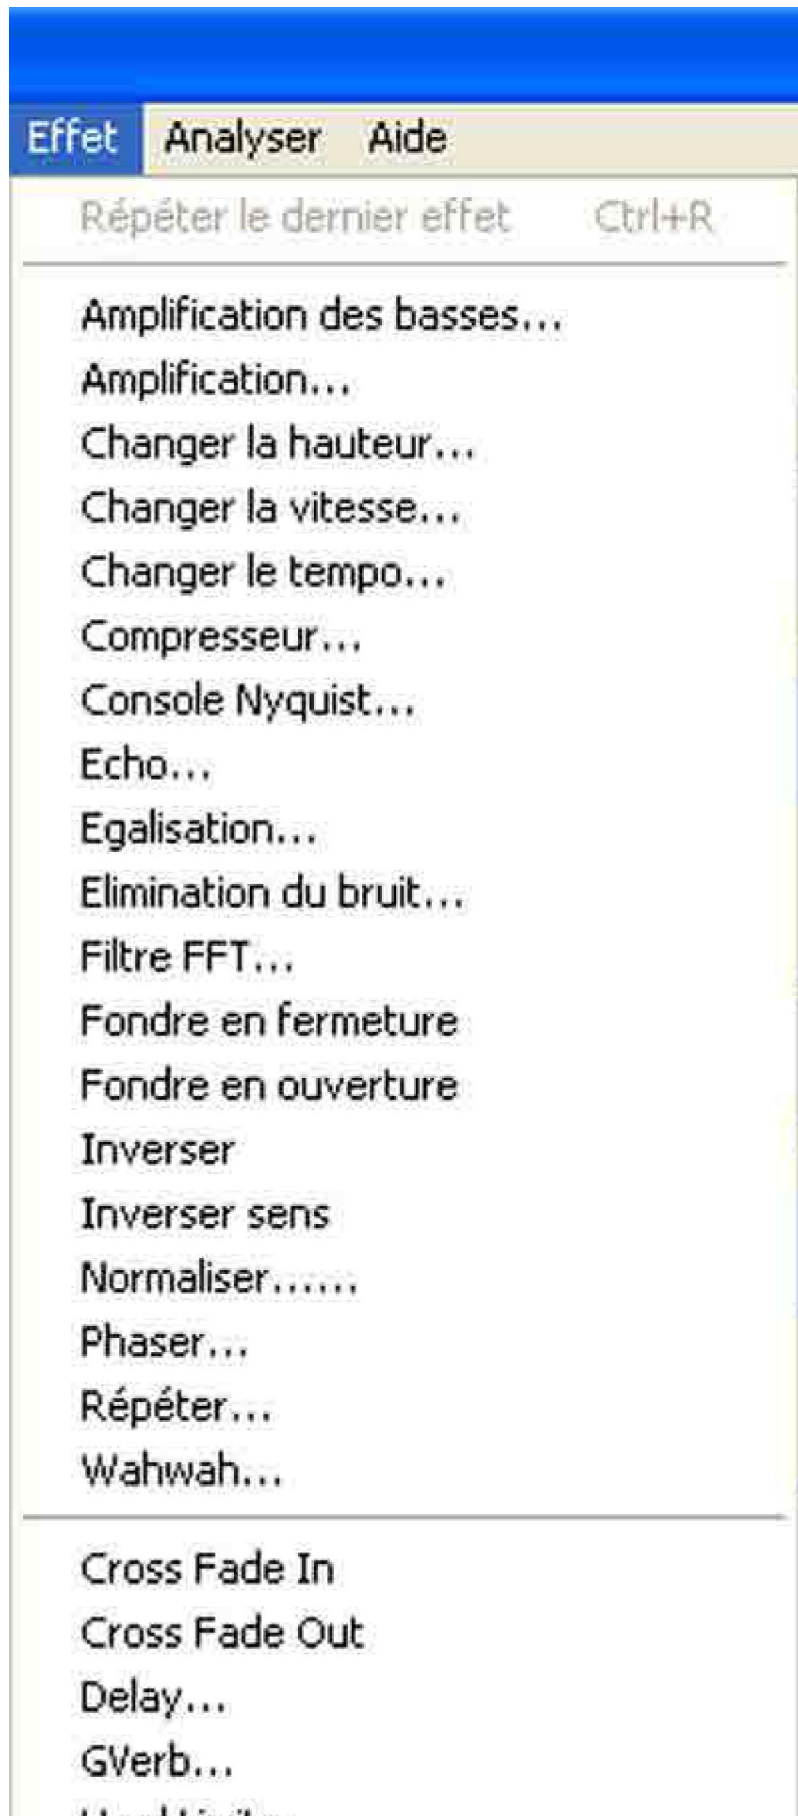 Effet Analyser Aide
Répéter le dernier effet Ctrl+R
Amplification des basses...
Amplification...
Changer la hauteur...
Changer la vitesse...
Changer le tempo...
Compresseur...
Console Nyquist...
Echo...
Egalisation...
Elimination du bruit...
Filtre FFT...
Fondre en fermeture
Fondre en ouverture
Inverser
Inverser sens
Normaliser......
Phaser...
Répéter...
Wahwah...
Cross Fade In
Cross Fade Out
Delay...
GVerb...